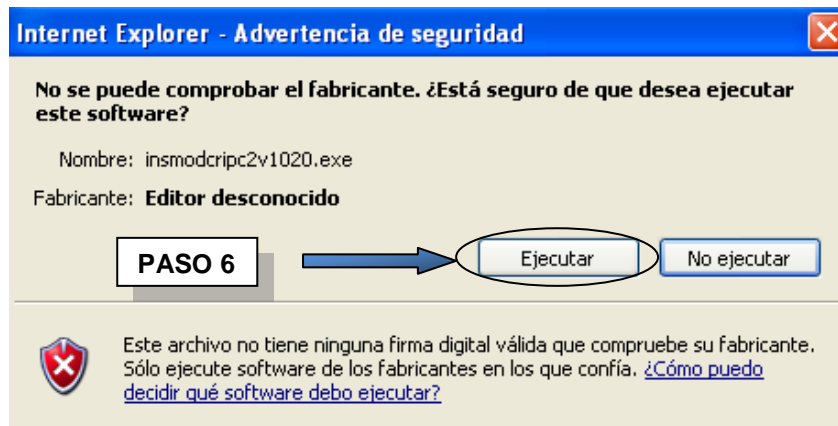 Internet Explorer - Advertencia de seguridad
No se puede comprobar el fabricante. ¿Está seguro de que desea ejecutar
este software?
Nombre: insmodcripc2v1020.exe
Fabricante: Editor desconocido
PASO 6
Ejecutar
No ejecutar
Este archivo no tiene ninguna firma digital válida que compruebe su fabricante.
Sólo ejecute software de los fabricantes en los que confía. ¿Cómo puedo
decidir qué software debo ejecutar?